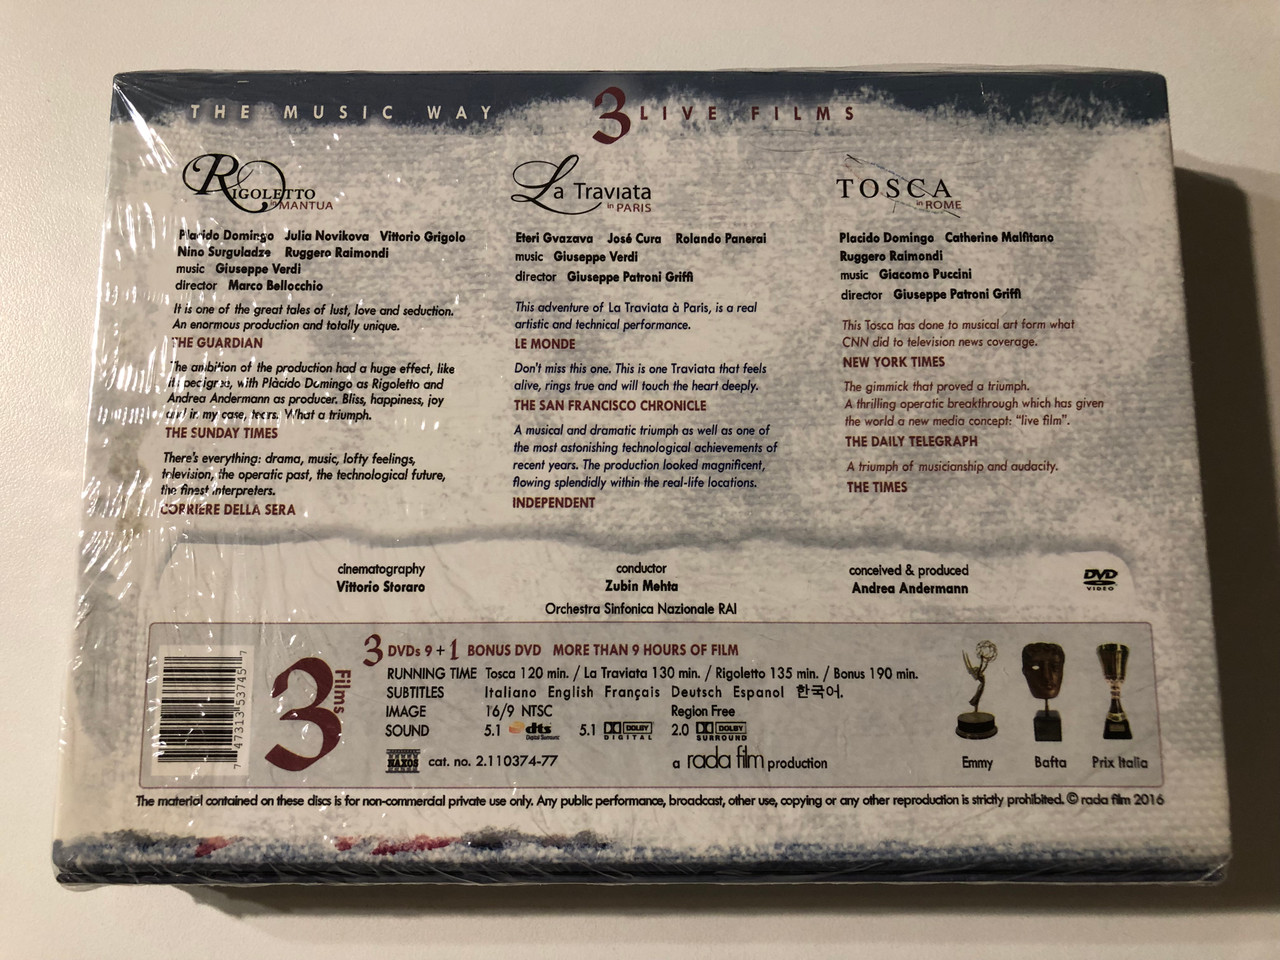 THE MUSIC WAY 3 LIVE FILMS
RIGOLETTO
in MANTUA
Placido Domingo Julia Novikova Vittorio Grigolo
Nino Surguladze Ruggero Raimondi
music Giuseppe Verdi
director Marco Bellocchio
It is one of the great tales of lust, love and seduction.
An enormous production and totally unique.
THE GUARDIAN
The ambition of the production had a huge effect, like
its pedigree, with Plàcido Domingo as Rigoletto and
Andrea Andermann as producer. Bliss, happiness, joy
and in my case, tears. What a triumph.
THE SUNDAY TIMES
There's everything: drama, music, lofty feelings,
television, the operatic past, the technological future,
the finest interpreters.
CORRIERE DELLA SERA
La Traviata
in PARIS
Eteri Gvazava José Cura Rolando Panerai
music Giuseppe Verdi
director Giuseppe Patroni Griffi
This adventure of La Traviata à Paris, is a real
artistic and technical performance.
LE MONDE
Don't miss this one. This is one Traviata that feels
alive, rings true and will touch the heart deeply.
THE SAN FRANCISCO CHRONICLE
A musical and dramatic triumph as well as one of
the most astonishing technological achievements of
recent years. The production looked magnificent,
flowing splendidly within the real-life locations.
INDEPENDENT
TOSCA
in ROME
Placido Domingo Catherine Malfitano
Ruggero Raimondi
music Giacomo Puccini
director Giuseppe Patroni Griffi
This Tosca has done to musical art form what
CNN did to television news coverage.
NEW YORK TIMES
The gimmick that proved a triumph.
A thrilling operatic breakthrough which has given
the world a new media concept: "live film".
THE DAILY TELEGRAPH
A triumph of musicianship and audacity.
THE TIMES
cinematography
Vittorio Storaro
conductor
Zubin Mehta
Orchestra Sinfonica Nazionale RAI
conceived & produced
Andrea Andermann
DVD
VIDEO
7 47313 53745 7
3 Films
3 DVDs 9 + 1 BONUS DVD MORE THAN 9 HOURS OF FILM
RUNNING TIME Tosca 120 min. / La Traviata 130 min. / Rigoletto 135 min. / Bonus 190 min.
SUBTITLES Italiano English Français Deutsch Espanol 한국어.
IMAGE 16/9 NTSC Region Free
SOUND 5.1 dts Digital Surround 5.1 DOLBY DIGITAL 2.0 DOLBY SURROUND
NAXOS cat. no. 2.110374-77 a rada film production
Emmy Bafta Prix Italia
The material contained on these discs is for non-commercial private use only. Any public performance, broadcast, other use, copying or any other reproduction is strictly prohibited. © rada film 2016